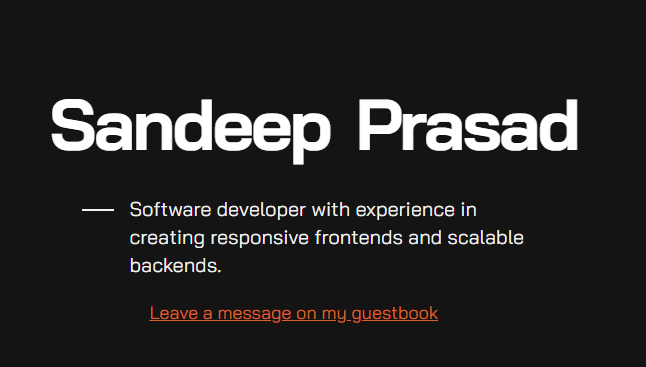 Sandeep Prasad
Software developer with experience in
creating responsive frontends and scalable
backends.
Leave a message on my guestbook